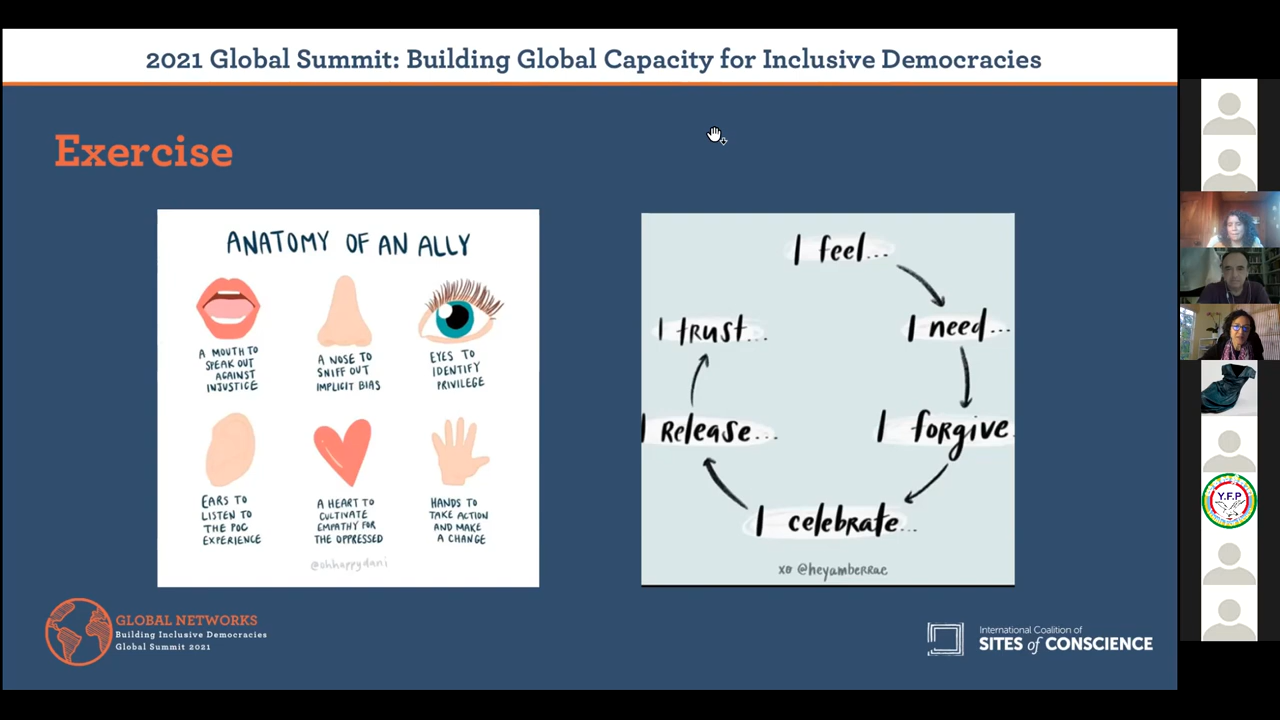 2021 Global Summit: Building Global Capacity for Inclusive Democracies
Exercise
ANATOMY OF AN ALLY
A MOUTH TO
SPEAK OUT
AGAINST
INJUSTICE
A NOSE TO
SNIFF OUT
IMPLICIT BIAS
EYES TO
IDENTIFY
PRIVILEGE
EARS TO
LISTEN TO
THE POC
EXPERIENCE
A HEART TO
CULTIVATE
EMPATHY FOR
THE OPPRESSED
HANDS TO
TAKE ACTION
AND MAKE
A CHANGE
@ohhappydani
I feel...
I need...
I forgive
I celebrate...
I Release...
I trust...
xo @heyamberrae
GLOBAL NETWORKS
Building Inclusive Democracies
Global Summit 2021
International Coalition of
SITES of CONSCIENCE
Y.F.P